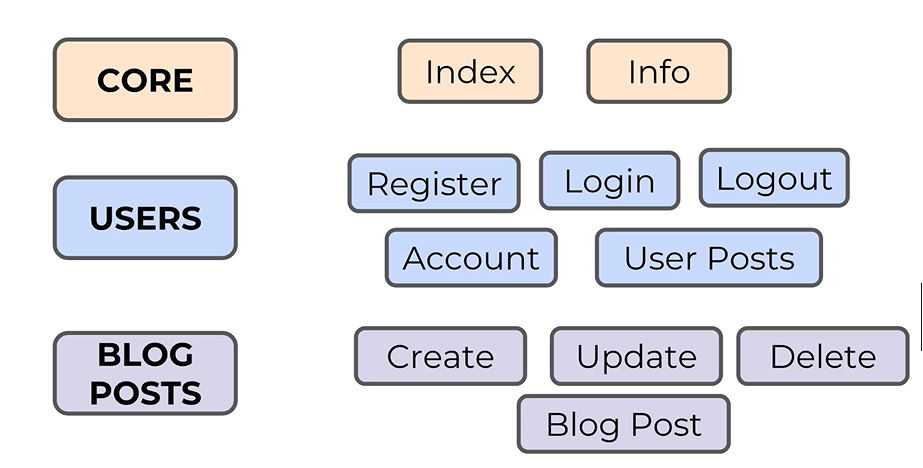 CORE
Index
Info
USERS
Register
Login
Logout
Account
User Posts
BLOG
POSTS
Create
Update
Delete
Blog Post